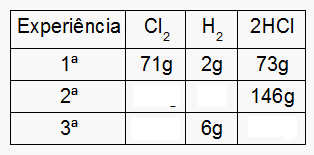 Experiência Cl₂ H₂ 2HCl
1ª 71g 2g 73g
2ª _ - 146g
3ª 6g